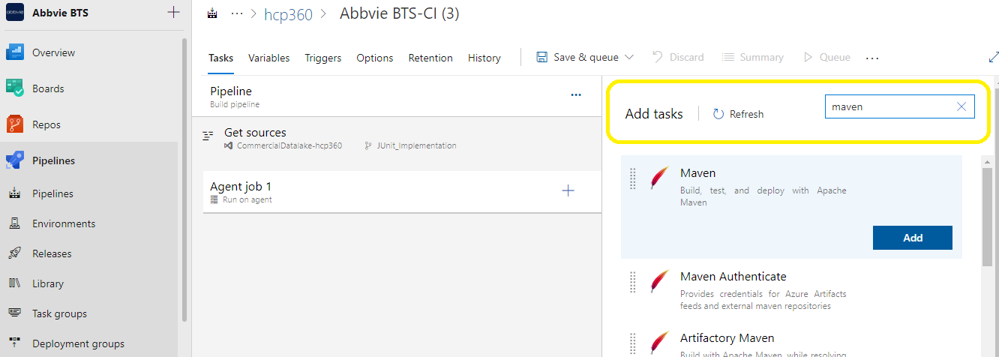 abbvie
Abbvie BTS
Overview
Boards
Repos
Pipelines
Pipelines
Environments
Releases
Library
Task groups
Deployment groups
··· > hcp360 > Abbvie BTS-CI (3)
Tasks Variables Triggers Options Retention History Save & queue Discard Summary Queue ···
Pipeline
Build pipeline
Get sources
CommercialDatalake-hcp360 JUnit_Implementation
Agent job 1
Run on agent
Add tasks Refresh maven
Maven
Build, test, and deploy with Apache
Maven
Add
Maven Authenticate
Provides credentials for Azure Artifacts
feeds and external maven repositories
Artifactory Maven
Build with Apache Maven, while resolving